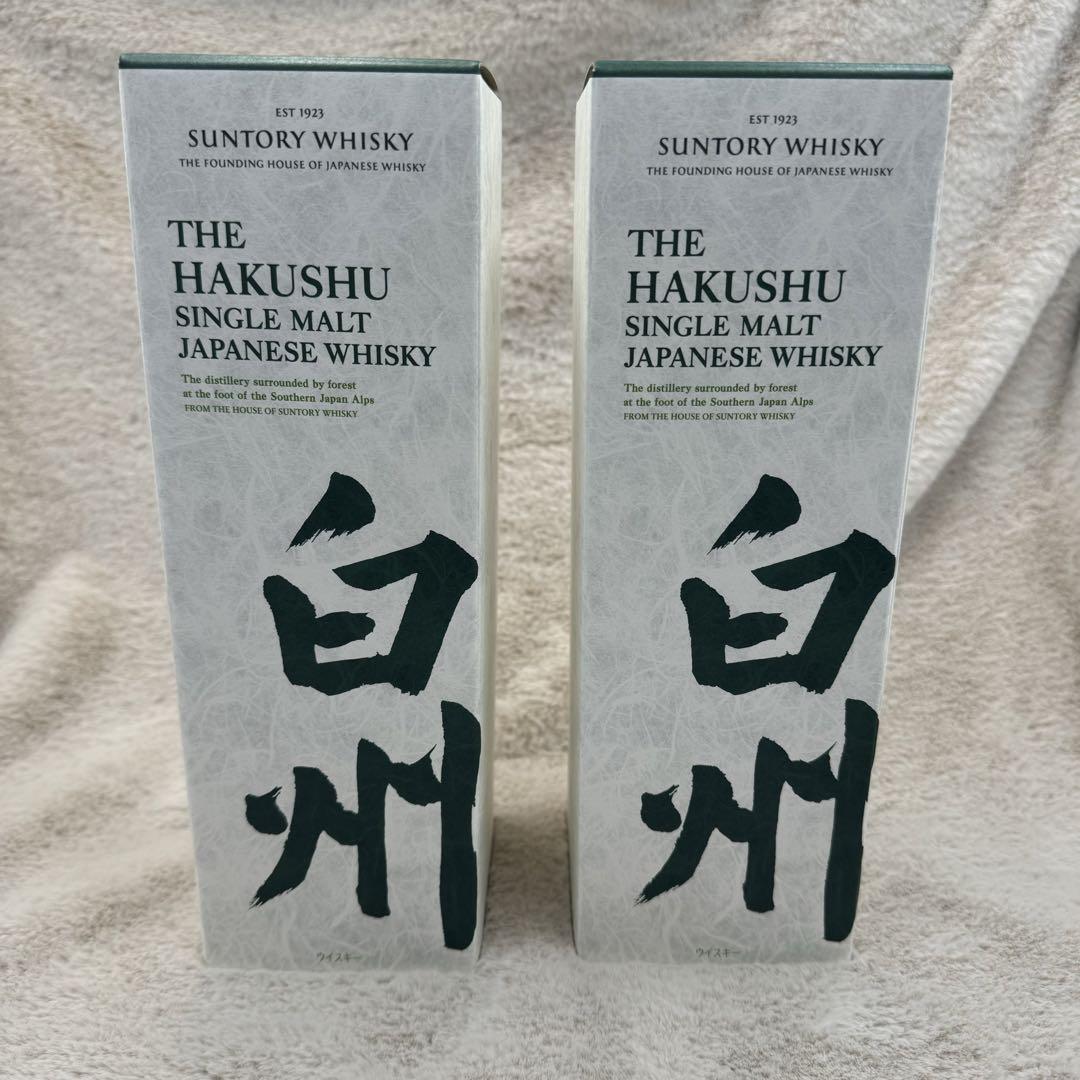 EST 1923
SUNTORY WHISKY
THE FOUNDING HOUSE OF JAPANESE WHISKY
THE
HAKUSHU
SINGLE MALT
JAPANESE WHISKY
The distillery surrounded by forest
at the foot of the Southern Japan Alps
FROM THE HOUSE OF SUNTORY WHISKY
白州
ウイスキー
EST 1923
SUNTORY WHISKY
THE FOUNDING HOUSE OF JAPANESE WHISKY
THE
HAKUSHU
SINGLE MALT
JAPANESE WHISKY
The distillery surrounded by forest
at the foot of the Southern Japan Alps
FROM THE HOUSE OF SUNTORY WHISKY
白州
ウイスキー